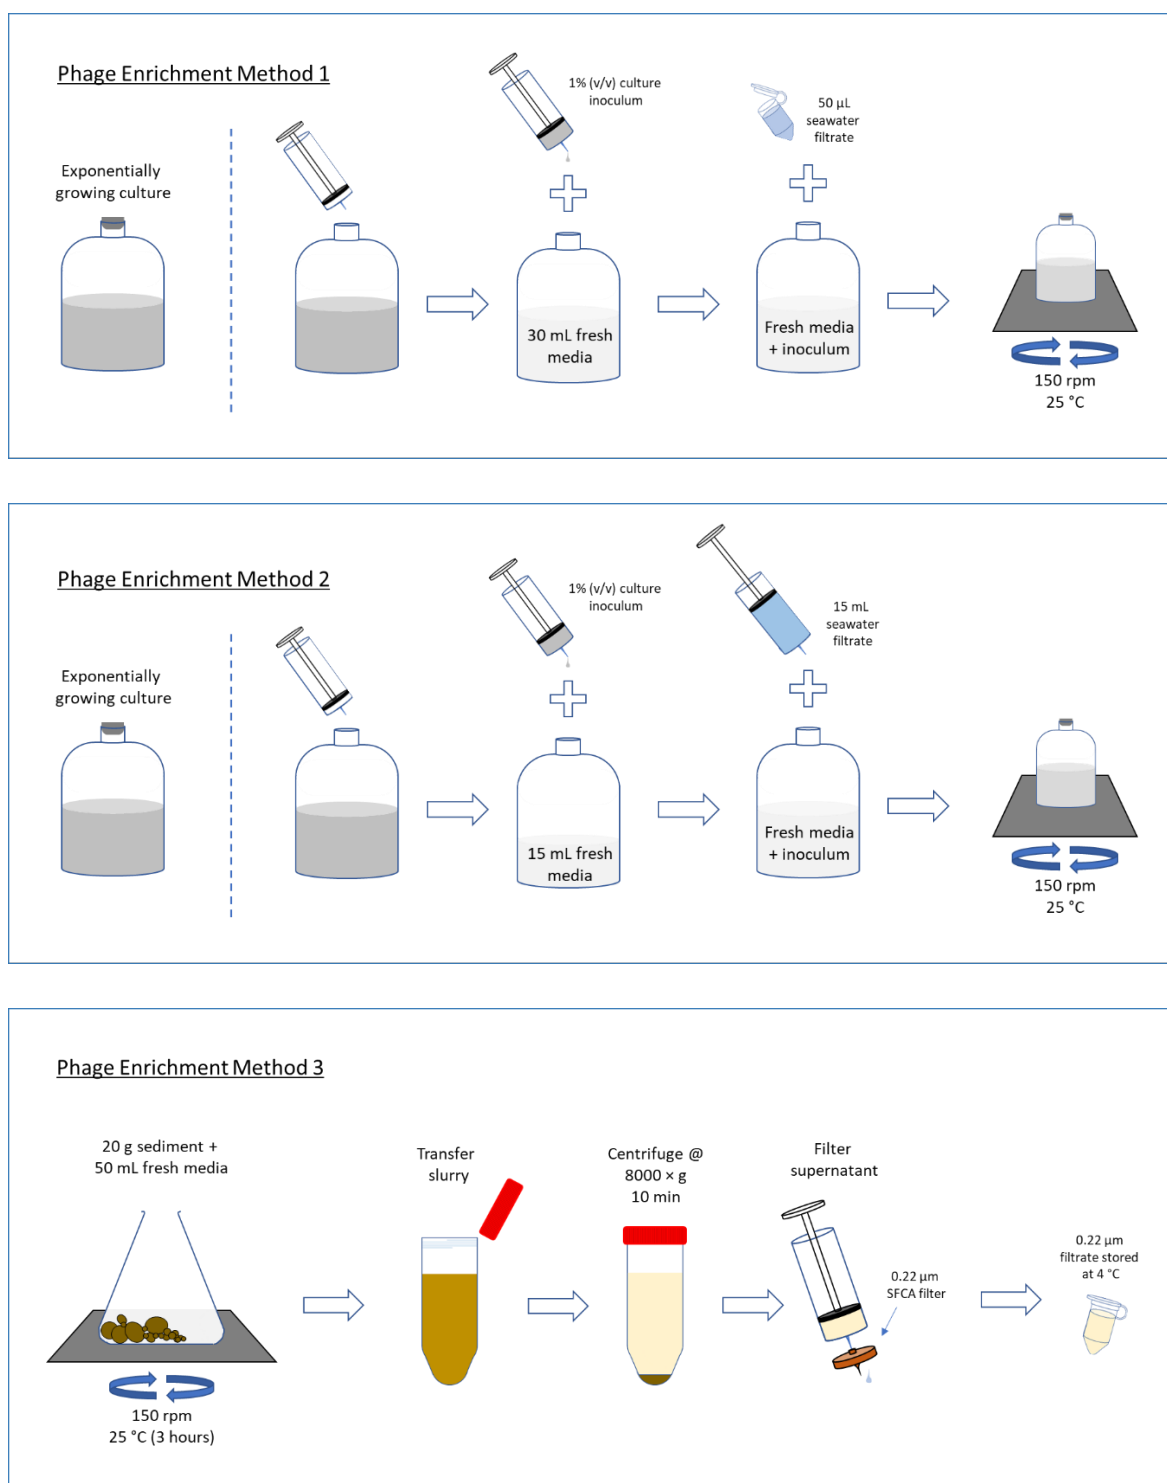 Phage Enrichment Method 1
Exponentially
growing culture
1% (v/v) culture
inoculum
50 µL
seawater
filtrate
30 mL fresh
media
Fresh media
+ inoculum
150 rpm
25 °C
Phage Enrichment Method 2
Exponentially
growing culture
1% (v/v) culture
inoculum
15 mL
seawater
filtrate
15 mL fresh
media
Fresh media
+ inoculum
150 rpm
25 °C
Phage Enrichment Method 3
20 g sediment +
50 mL fresh media
150 rpm
25 °C (3 hours)
Transfer
slurry
Centrifuge @
8000 × g
10 min
Filter
supernatant
0.22 µm
SFCA filter
0.22 µm
filtrate stored
at 4 °C